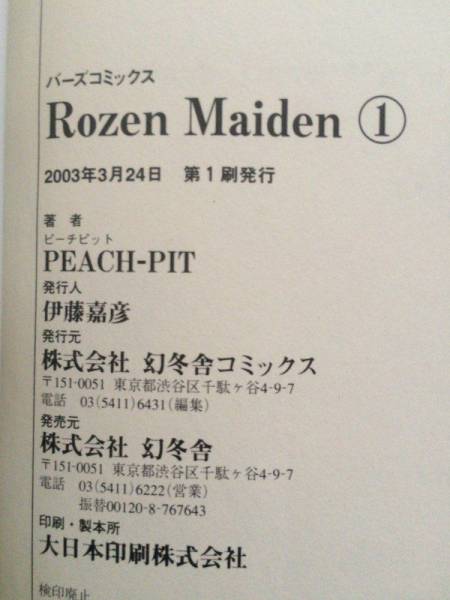 バーズコミックス
Rozen Maiden ①
2003年3月24日 第1刷発行
著 者
ピーチピット
PEACH-PIT
発行人
伊藤嘉彦
発行元
株式会社 幻冬舎コミックス
〒151-0051 東京都渋谷区千駄ヶ谷4-9-7
電話 03(5411)6431(編集)
発売元
株式会社 幻冬舎
〒151-0051 東京都渋谷区千駄ヶ谷4-9-7
電話 03(5411)6222(営業)
振替00120-8-767643
印刷・製本所
大日本印刷株式会社
検印廃止